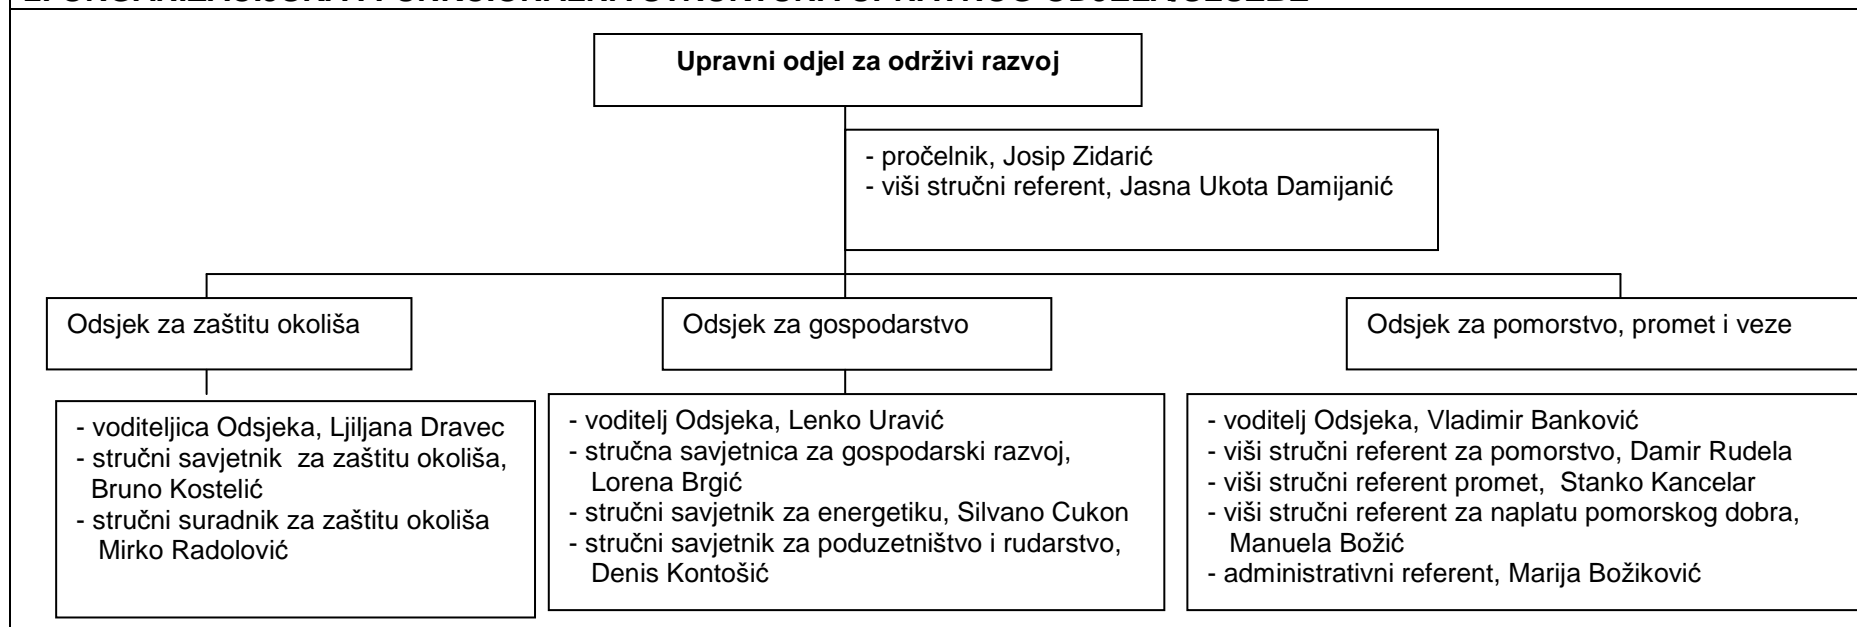 Upravni odjel za održivi razvoj
- pročelnik, Josip Zidarić
- viši stručni referent, Jasna Ukota Damijanić
Odsjek za zaštitu okoliša
- voditeljica Odsjeka, Ljiljana Dravec
- stručni savjetnik za zaštitu okoliša,
Bruno Kostelić
- stručni suradnik za zaštitu okoliša
Mirko Radolović
Odsjek za gospodarstvo
- voditelj Odsjeka, Lenko Uravić
- stručna savjetnica za gospodarski razvoj,
Lorena Brgić
- stručni savjetnik za energetiku, Silvano Cukon
- stručni savjetnik za poduzetništvo i rudarstvo,
Denis Kontošić
Odsjek za pomorstvo, promet i veze
- voditelj Odsjeka, Vladimir Banković
- viši stručni referent za pomorstvo, Damir Rudela
- viši stručni referent promet, Stanko Kancelar
- viši stručni referent za naplatu pomorskog dobra,
Manuela Božić
- administrativni referent, Marija Božiković